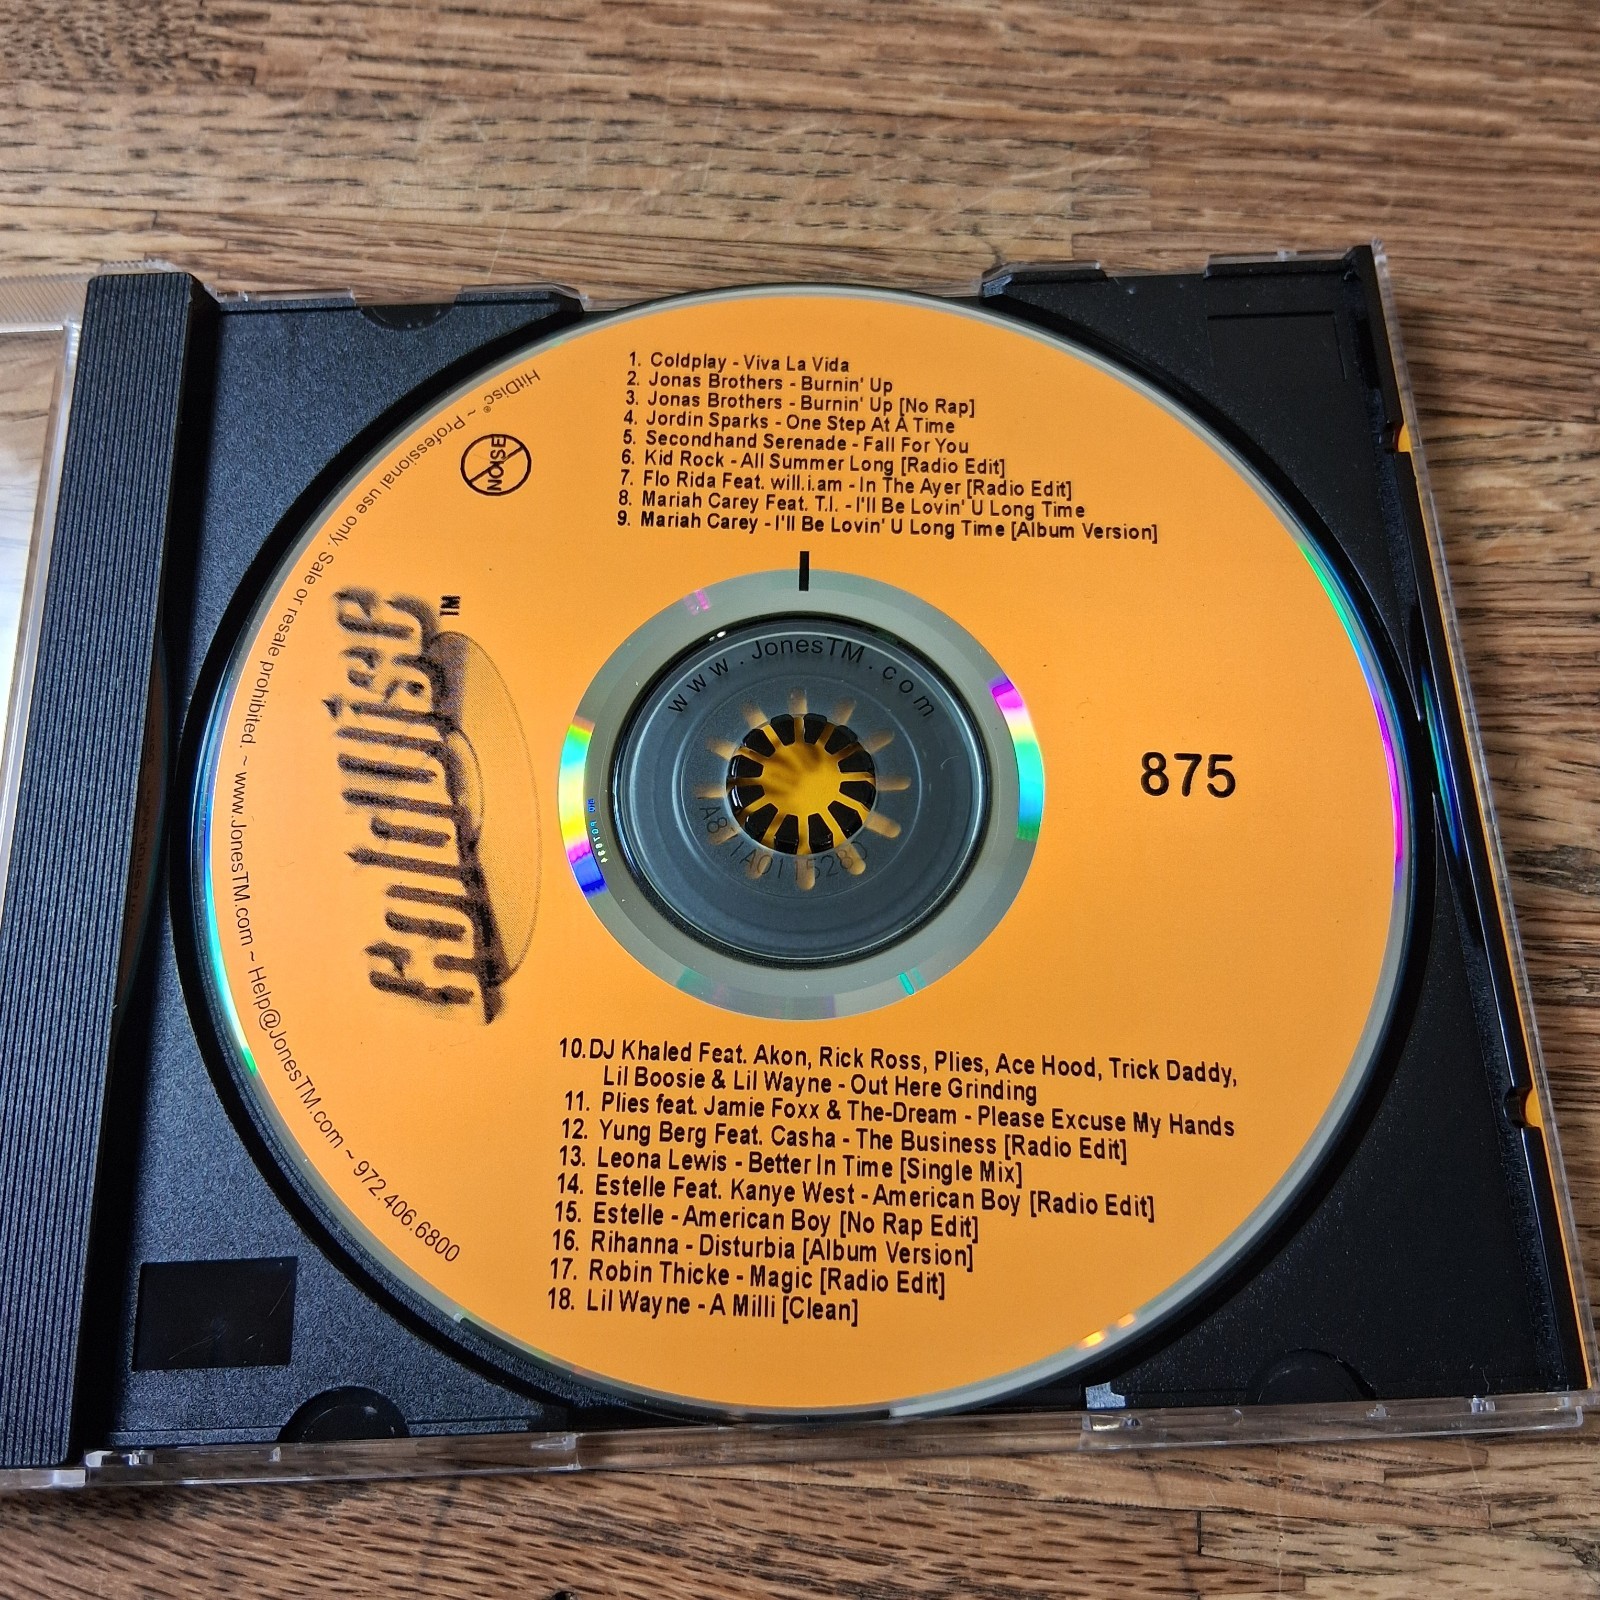 1. Coldplay - Viva La Vida
2. Jonas Brothers - Burnin' Up
3. Jonas Brothers - Burnin' Up [No Rap]
4. Jordin Sparks - One Step At A Time
5. Secondhand Serenade - Fall For You
6. Kid Rock - All Summer Long [Radio Edit]
7. Flo Rida Feat. will.i.am - In The Ayer [Radio Edit]
8. Mariah Carey Feat. T.I. - I'll Be Lovin' U Long Time
9. Mariah Carey - I'll Be Lovin' U Long Time [Album Version]
HitDisc® ~ Professional use only. Sale or resale prohibited. ~ www.JonesTM.com ~ Help@JonesTM.com ~ 972.406.6800
NOISE
TM
www.JonesTM.com
875
10.DJ Khaled Feat. Akon, Rick Ross, Plies, Ace Hood, Trick Daddy,
Lil Boosie & Lil Wayne - Out Here Grinding
11. Plies feat. Jamie Foxx & The-Dream - Please Excuse My Hands
12. Yung Berg Feat. Casha - The Business [Radio Edit]
13. Leona Lewis - Better In Time [Single Mix]
14. Estelle Feat. Kanye West - American Boy [Radio Edit]
15. Estelle - American Boy [No Rap Edit]
16. Rihanna - Disturbia [Album Version]
17. Robin Thicke - Magic [Radio Edit]
18. Lil Wayne - A Milli [Clean]